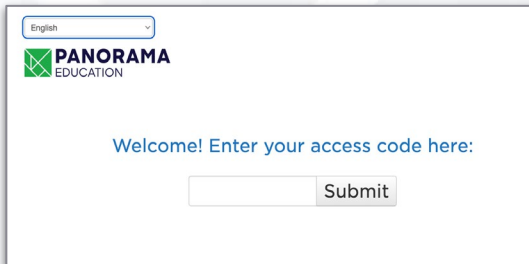 English
PANORAMA
EDUCATION
Welcome! Enter your access code here:
Submit